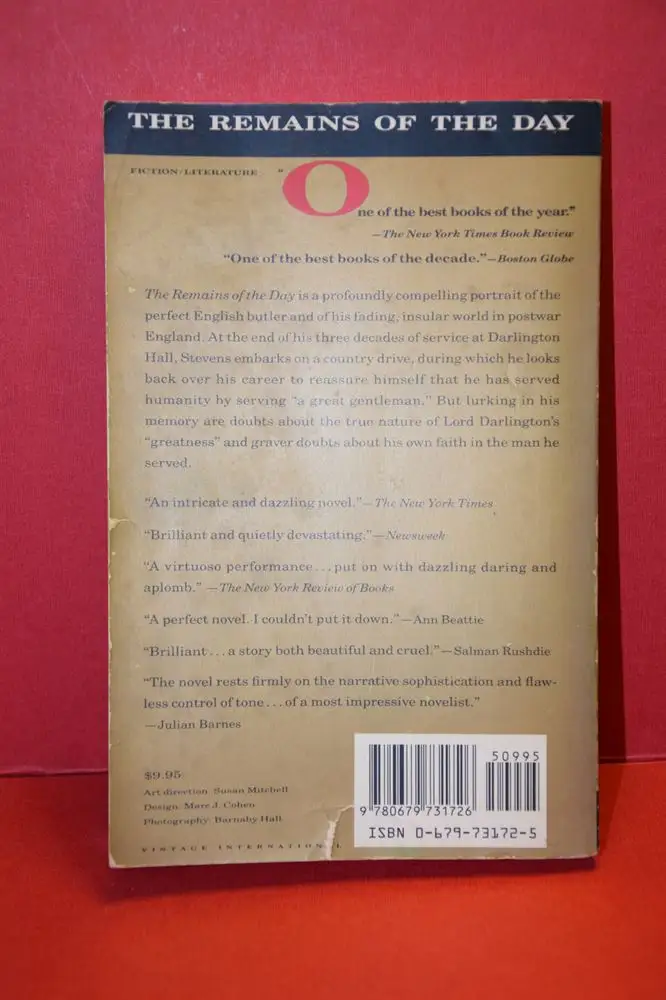 THE REMAINS OF THE DAY
FICTION/LITERATURE
"One of the best books of the year."
—The New York Times Book Review
"One of the best books of the decade."—Boston Globe
The Remains of the Day is a profoundly compelling portrait of the
perfect English butler and of his fading, insular world in postwar
England. At the end of his three decades of service at Darlington
Hall, Stevens embarks on a country drive, during which he looks
back over his career to reassure himself that he has served
humanity by serving "a great gentleman." But lurking in his
memory are doubts about the true nature of Lord Darlington's
"greatness" and graver doubts about his own faith in the man he
served.
"An intricate and dazzling novel."—The New York Times
"Brilliant and quietly devastating."—Newsweek
"A virtuoso performance...put on with dazzling daring and
aplomb." —The New York Review of Books
"A perfect novel. I couldn't put it down."—Ann Beattie
"Brilliant...a story both beautiful and cruel."—Salman Rushdie
"The novel rests firmly on the narrative sophistication and flaw-
less control of tone...of a most impressive novelist."
—Julian Barnes
$9.95
Art direction: Susan Mitchell
Design: Marc J. Cohen
Photography: Barnaby Hall
VINTAGE INTERNATIONAL
50995
9 780679 731726
ISBN 0-679-73172-5